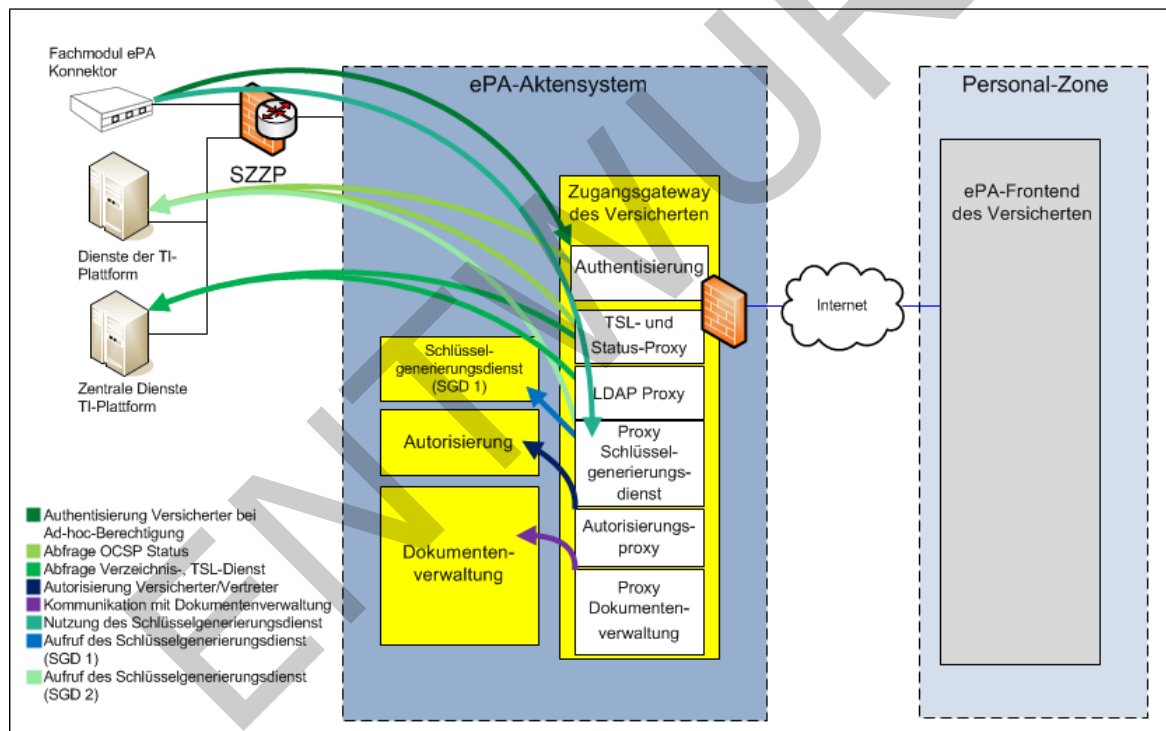 Fachmodul ePA
Konnektor
SZZP
Dienste der TI-
Plattform
Zentrale Dienste
TI-Plattform
ePA-Aktensystem
Zugangsgateway
des Versicherten
Authentisierung
TSL- und
Status-Proxy
LDAP Proxy
Proxy
Schlüssel-
generierungs-
dienst
Autorisierungs-
proxy
Proxy
Dokumenten-
verwaltung
Schlüssel-
generierungsdienst
(SGD 1)
Autorisierung
Dokumenten-
verwaltung
Internet
Personal-Zone
ePA-Frontend
des Versicherten
Authentisierung Versicherter bei
Ad-hoc-Berechtigung
Abfrage OCSP Status
Abfrage Verzeichnis-, TSL-Dienst
Autorisierung Versicherter/Vertreter
Kommunikation mit Dokumentenverwaltung
Nutzung des Schlüsselgenerierungsdienst
Aufruf des Schlüsselgenerierungsdienst
(SGD 1)
Aufruf des Schlüsselgenerierungsdienst
(SGD 2)
ENTWUR